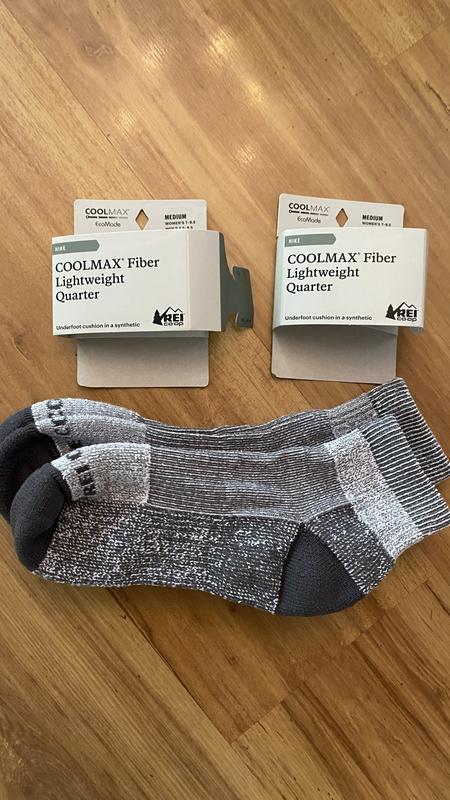 COOLMAX®
EcoMade
MEDIUM
WOMEN'S 7-9.5
HIKE
COOLMAX® Fiber
Lightweight
Quarter
REI
co·op
Underfoot cushion in a synthetic
COOLMAX®
EcoMade
MEDIUM
WOMEN'S 7-9.5
HIKE
COOLMAX® Fiber
Lightweight
Quarter
REI
co·op
Underfoot cushion in a synthetic
REI